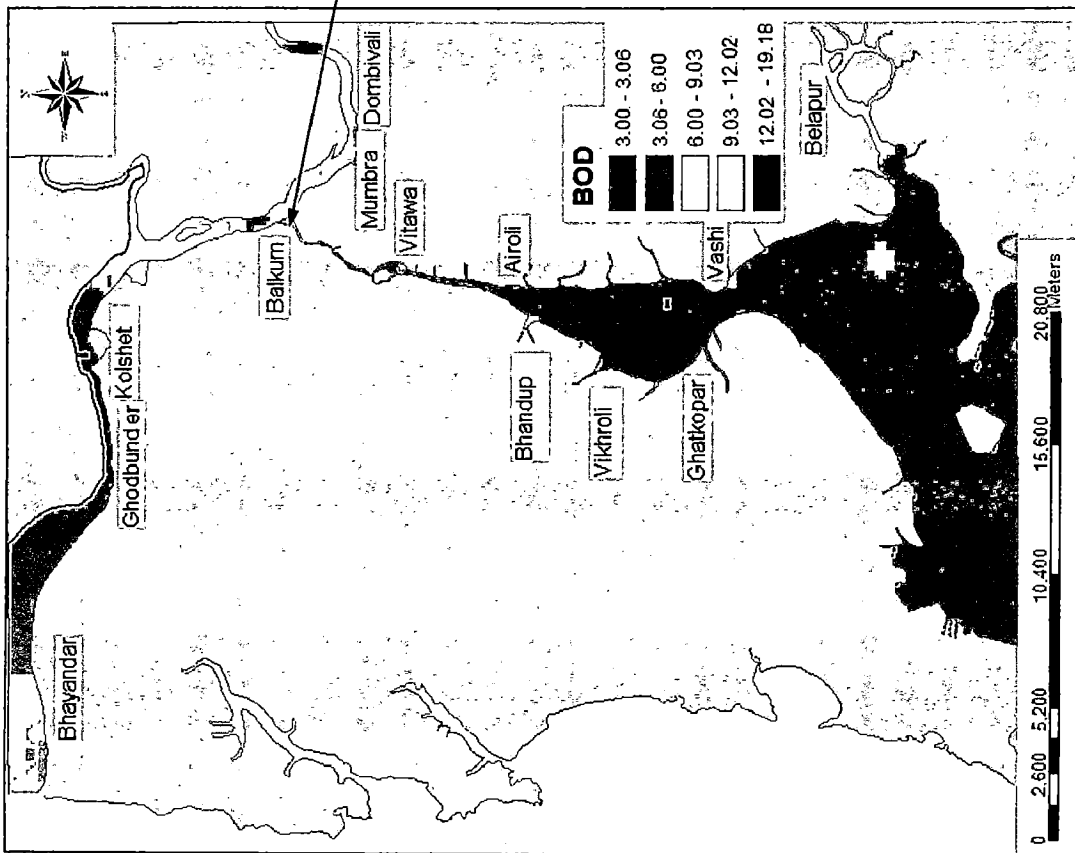 N
E
S
Bhayandar
Ghodbunder
Kolshet
Balkum
Mumbra
Dombivali
Vitawa
Bhandup
Airoli
Vikhroli
Ghatkopar
Vashi
Belapur
BOD
3.00 - 3.06
3.06 - 6.00
6.00 - 9.03
9.03 - 12.02
12.02 - 19.18
0 2.600 5.200 10.400 15.600 20.800
Meters